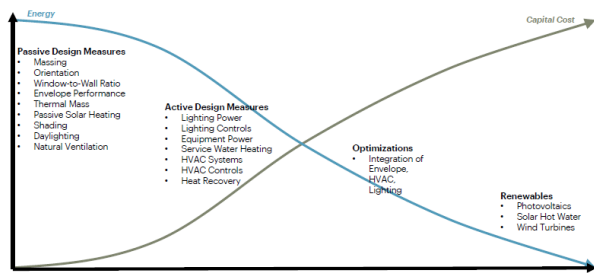 Energy
Capital Cost
Passive Design Measures
• Massing
• Orientation
• Window-to-Wall Ratio
• Envelope Performance
• Thermal Mass
• Passive Solar Heating
• Shading
• Daylighting
• Natural Ventilation
Active Design Measures
• Lighting Power
• Lighting Controls
• Equipment Power
• Service Water Heating
• HVAC Systems
• HVAC Controls
• Heat Recovery
Optimizations
• Integration of
Envelope,
HVAC,
Lighting
Renewables
• Photovoltaics
• Solar Hot Water
• Wind Turbines